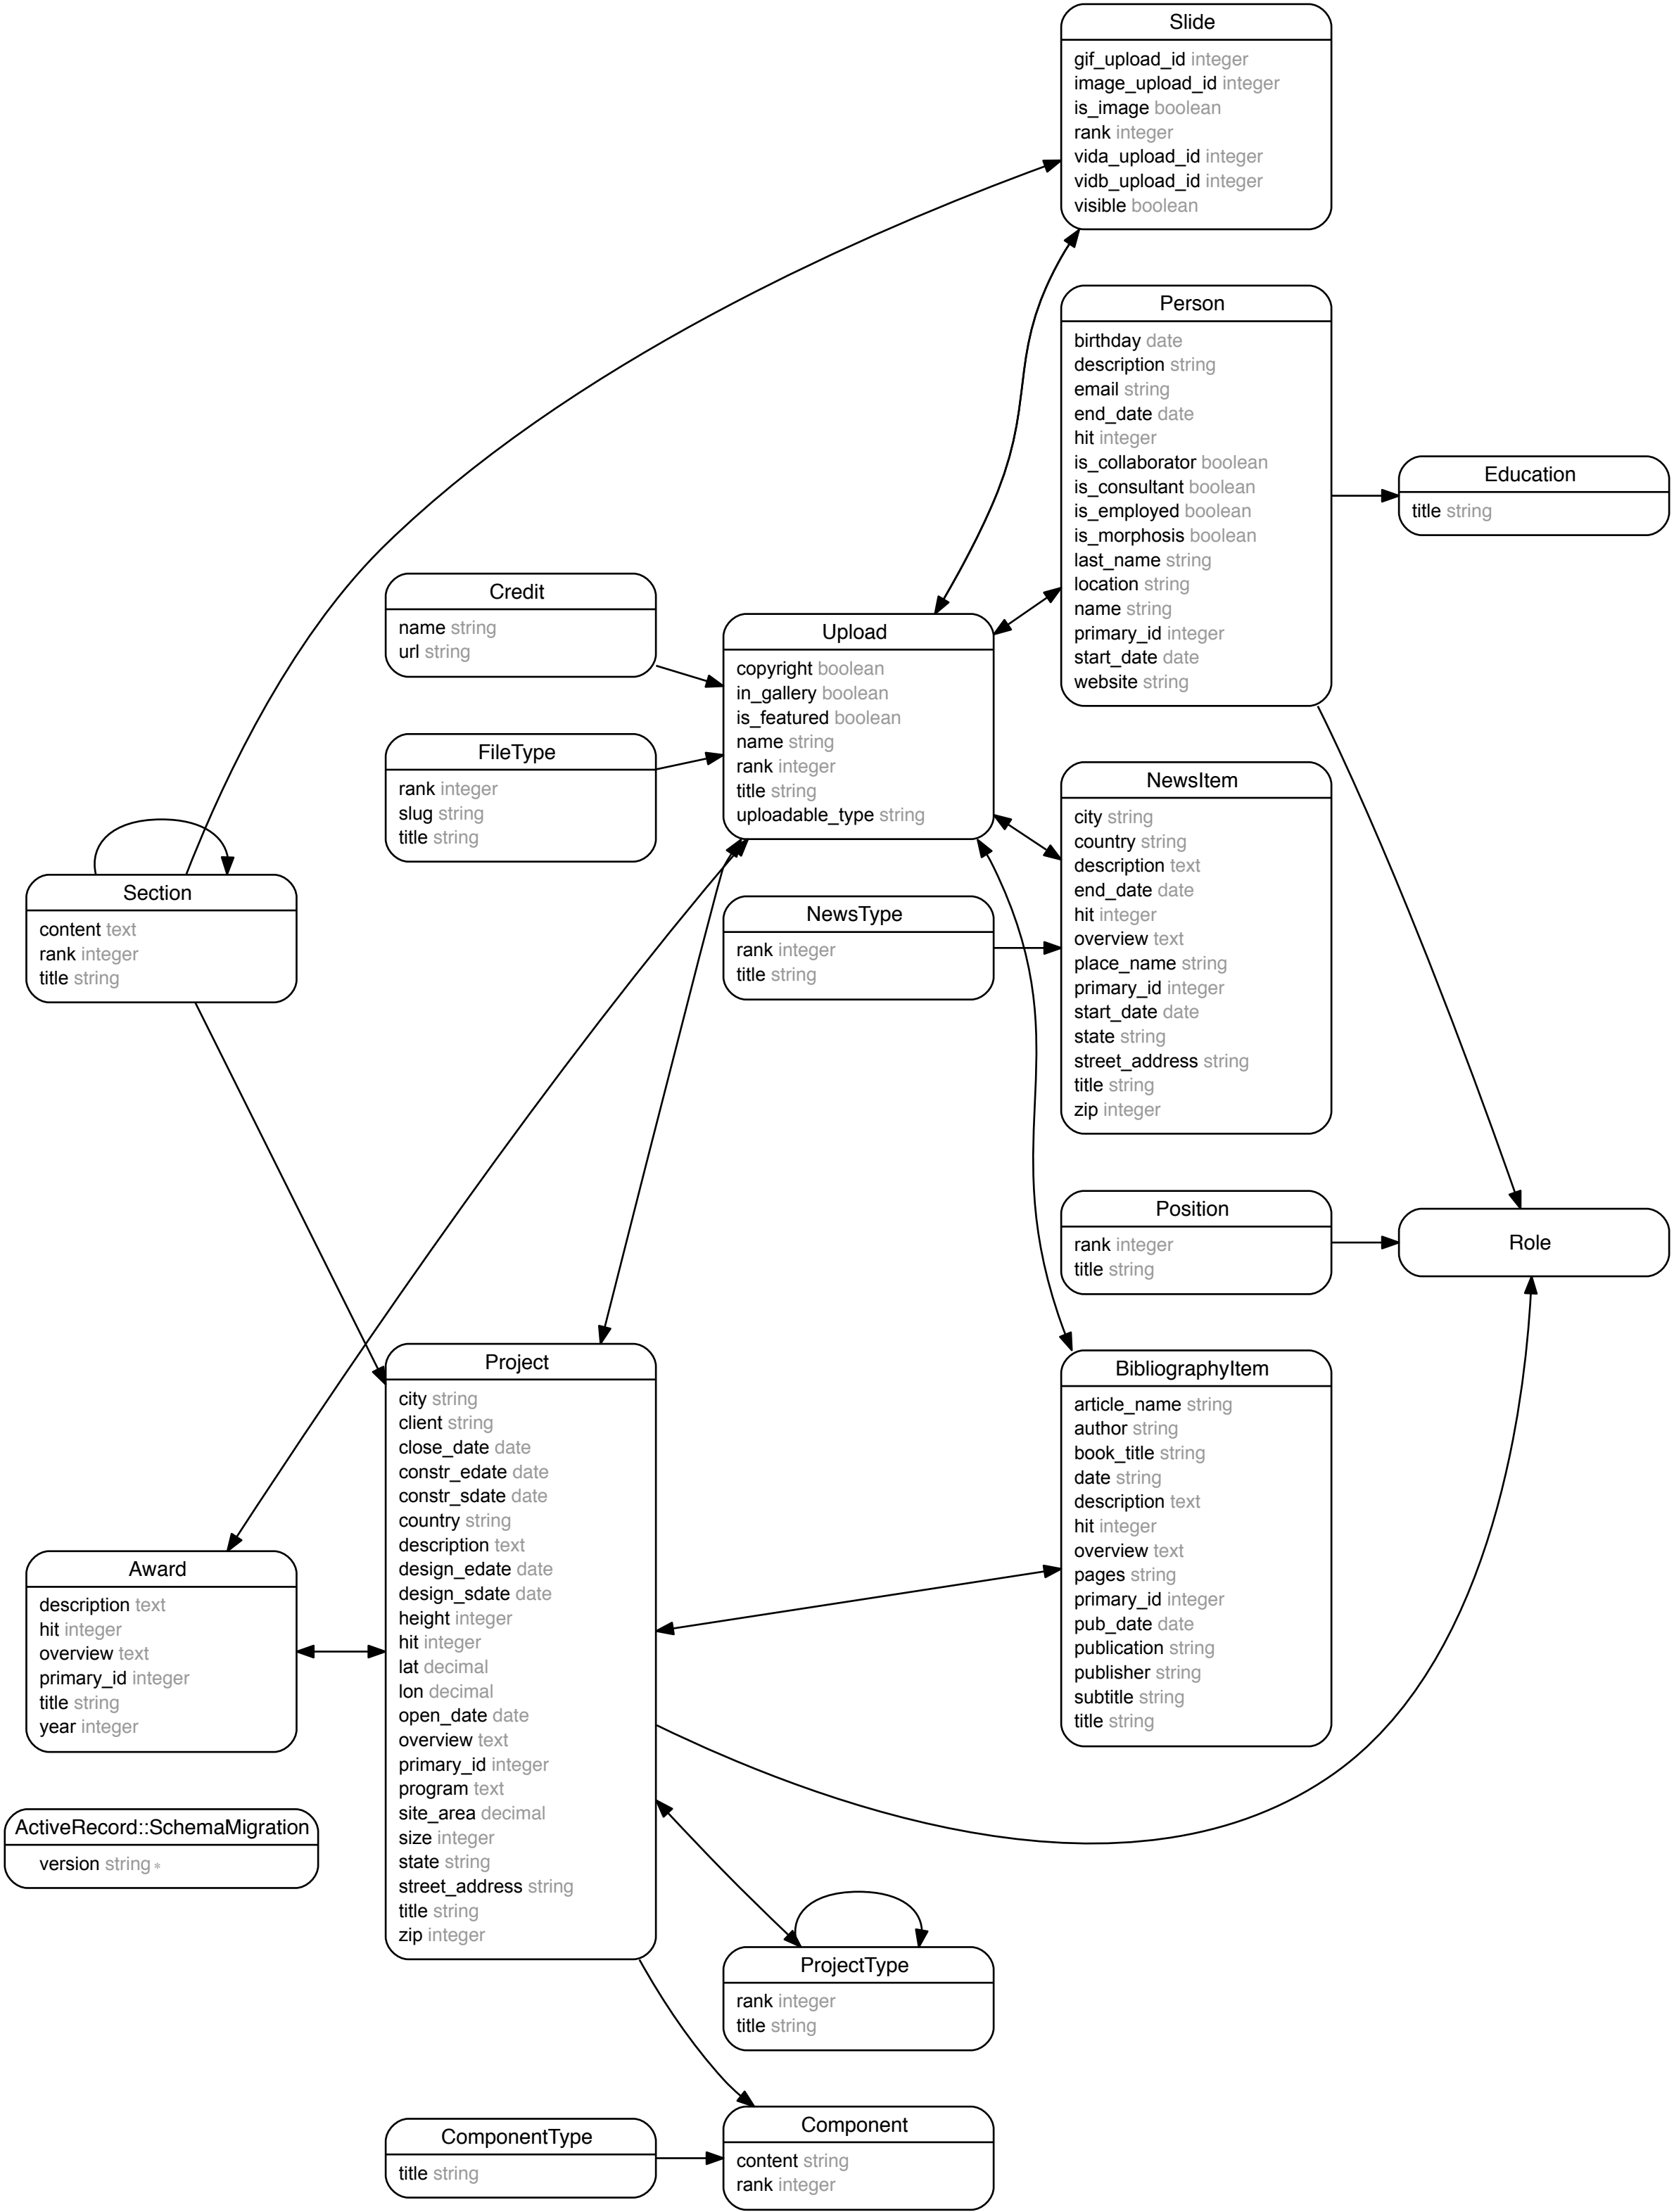 Slide
gif_upload_id integer
image_upload_id integer
is_image boolean
rank integer
vida_upload_id integer
vidb_upload_id integer
visible boolean
Person
birthday date
description string
email string
end_date date
hit integer
is_collaborator boolean
is_consultant boolean
is_employed boolean
is_morphosis boolean
last_name string
location string
name string
primary_id integer
start_date date
website string
Education
title string
Credit
name string
url string
Upload
copyright boolean
in_gallery boolean
is_featured boolean
name string
rank integer
title string
uploadable_type string
FileType
rank integer
slug string
title string
NewsItem
city string
country string
description text
end_date date
hit integer
overview text
place_name string
primary_id integer
start_date date
state string
street_address string
title string
zip integer
Section
content text
rank integer
title string
NewsType
rank integer
title string
Position
rank integer
title string
Role
Project
city string
client string
close_date date
constr_edate date
constr_sdate date
country string
description text
design_edate date
design_sdate date
height integer
hit integer
lat decimal
lon decimal
open_date date
overview text
primary_id integer
program text
site_area decimal
size integer
state string
street_address string
title string
zip integer
BibliographyItem
article_name string
author string
book_title string
date string
description text
hit integer
overview text
pages string
primary_id integer
pub_date date
publication string
publisher string
subtitle string
title string
Award
description text
hit integer
overview text
primary_id integer
title string
year integer
ActiveRecord::SchemaMigration
version string *
ProjectType
rank integer
title string
ComponentType
title string
Component
content string
rank integer